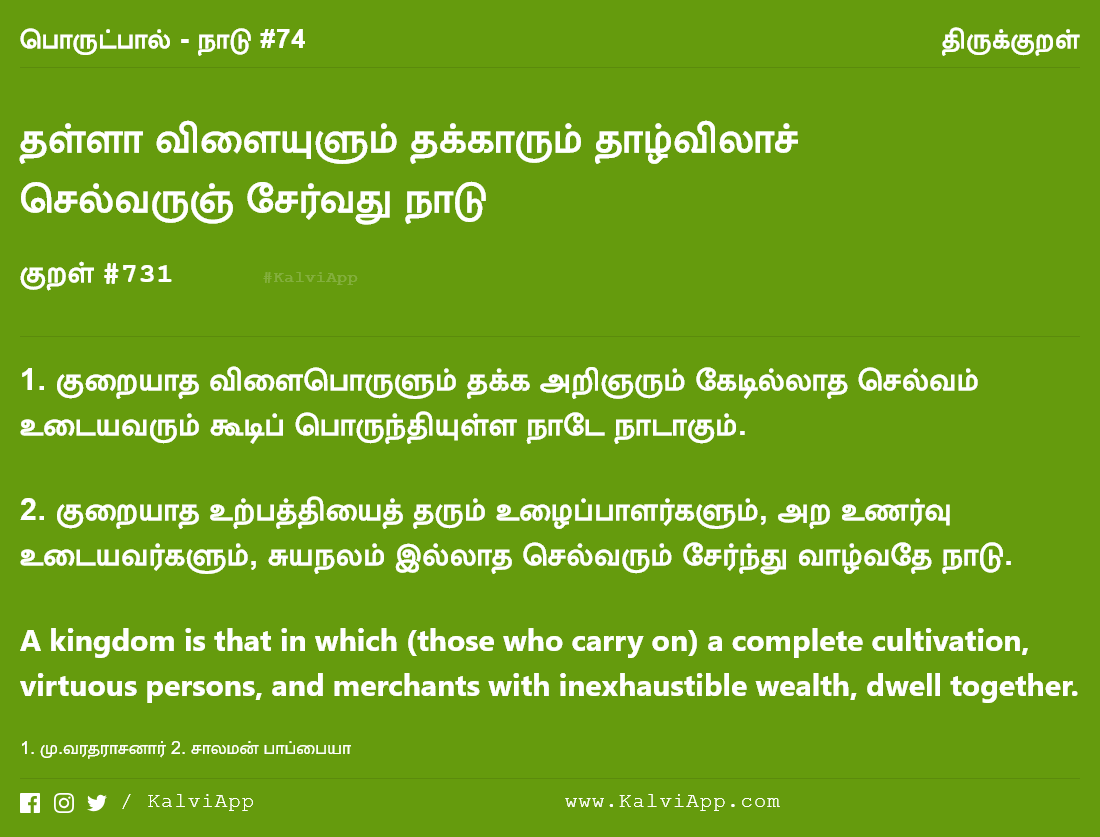 பொருட்பால் - நாடு #74 திருக்குறள்
தள்ளா விளையுளும் தக்காரும் தாழ்விலாச்
செல்வருஞ் சேர்வது நாடு
குறள் #731 #KalviApp
1. குறையாத விளைபொருளும் தக்க அறிஞரும் கேடில்லாத செல்வம்
உடையவரும் கூடிப் பொருந்தியுள்ள நாடே நாடாகும்.
2. குறையாத உற்பத்தியைத் தரும் உழைப்பாளர்களும், அற உணர்வு
உடையவர்களும், சுயநலம் இல்லாத செல்வரும் சேர்ந்து வாழ்வதே நாடு.
A kingdom is that in which (those who carry on) a complete cultivation,
virtuous persons, and merchants with inexhaustible wealth, dwell together.
1. மு.வரதராசனார் 2. சாலமன் பாப்பையா
/ KalviApp www.KalviApp.com